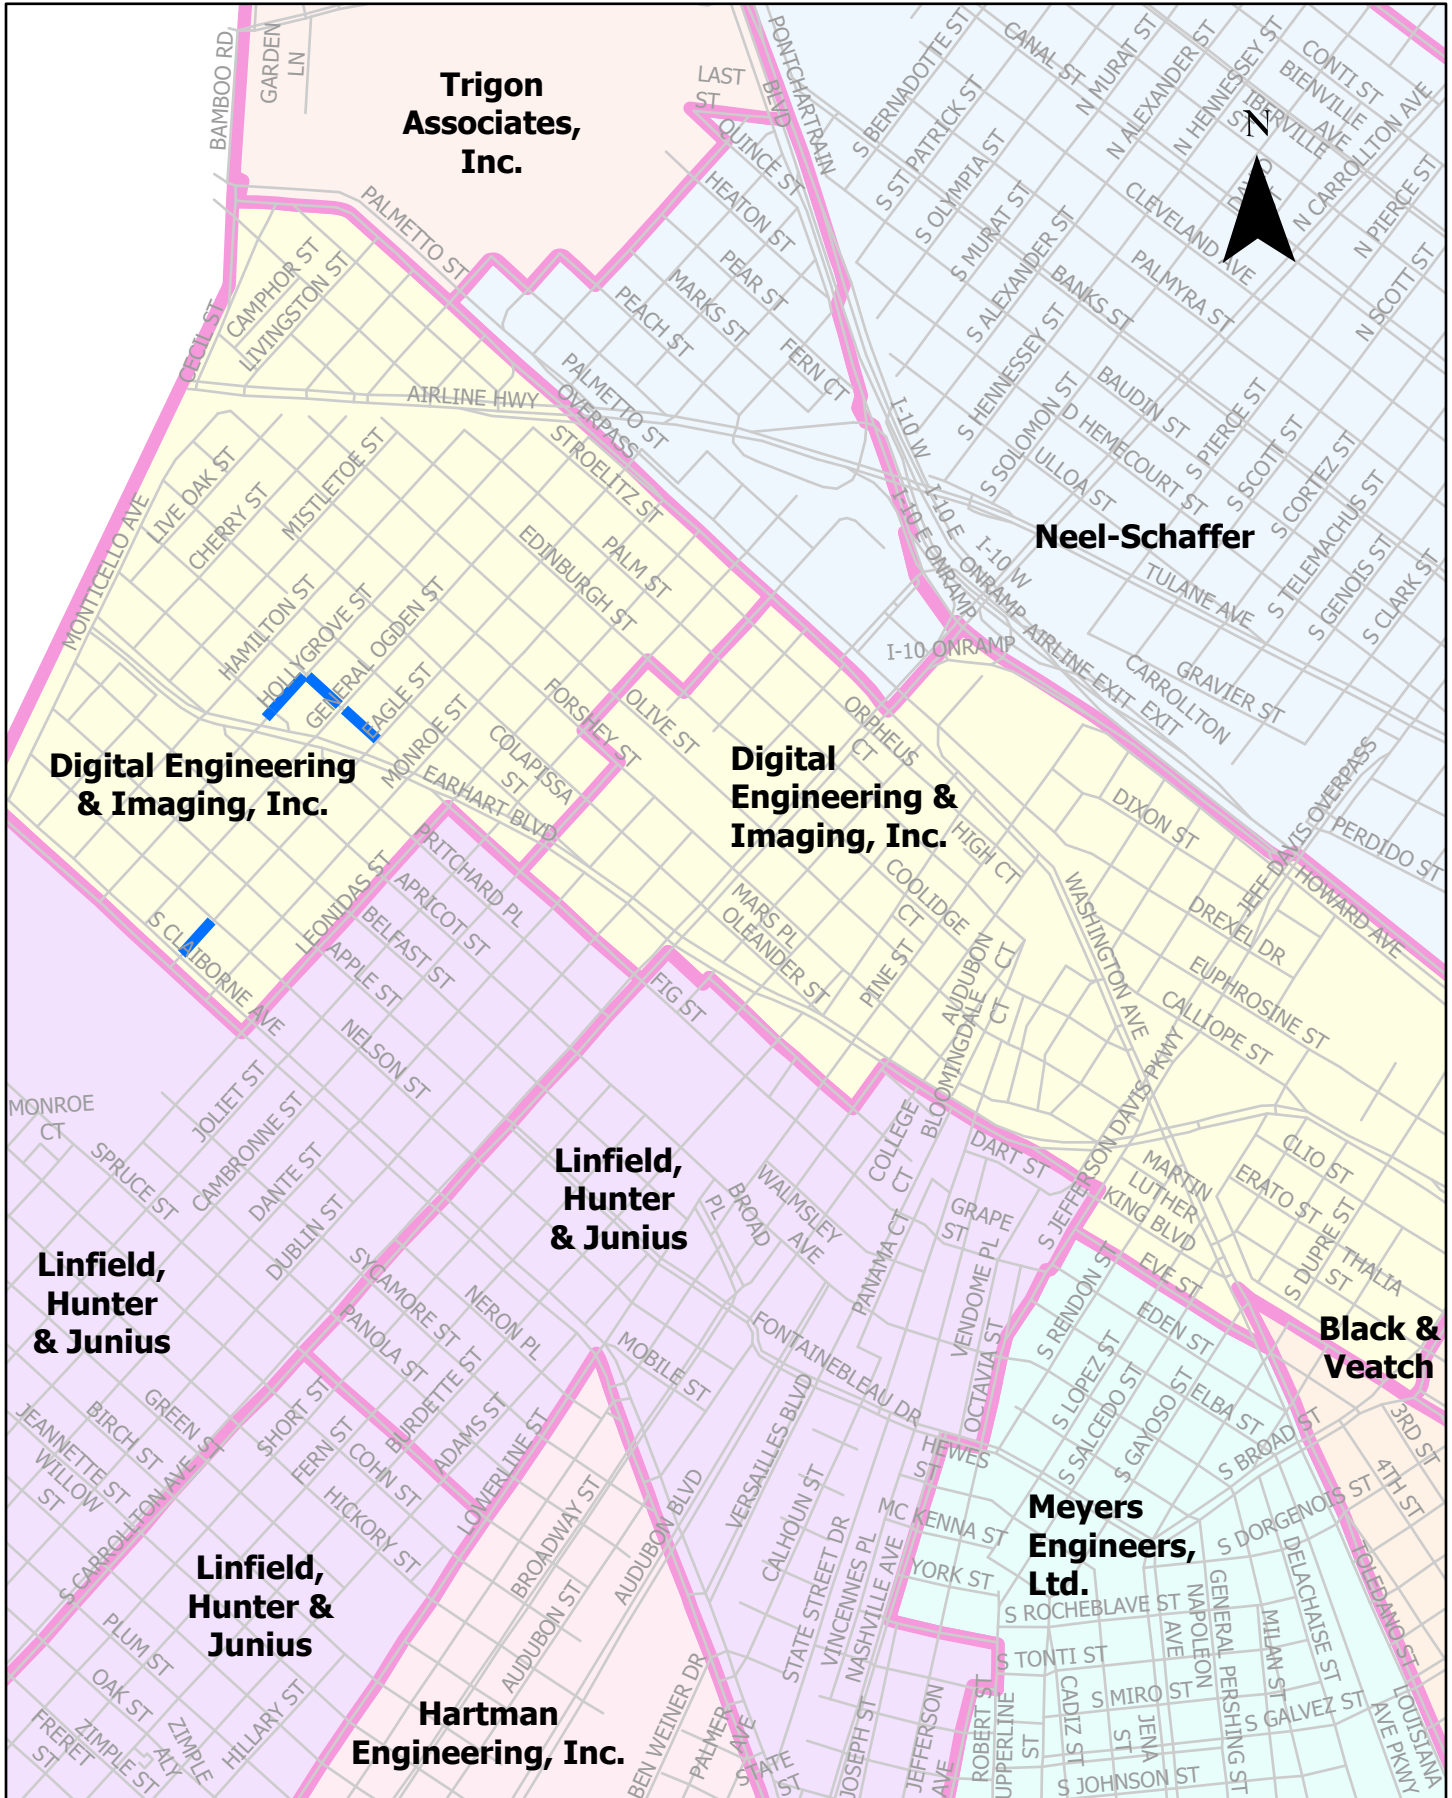 BAMBOO RD
GARDEN
LN
Trigon
Associates,
Inc.
LAST
ST
PONTCHARTRAIN
BLVD
QUINCE ST
HEATON ST
PEAR ST
MARKS ST
PEACH ST
FERN CT
S BERNADOTTE ST
CANAL ST
N MURAT ST
N ALEXANDER ST
N HENNESSEY ST
CONTI ST
BIENVILLE
AVE
IBERVILLE
ST
N
N CARROLLTON AVE
N PIERCE ST
N SCOTT ST
S ST PATRICK ST
S OLYMPIA ST
S MURAT ST
S ALEXANDER ST
CLEVELAND AVE
PALMYRA ST
BANKS ST
S HENNESSEY ST
S SOLOMON ST
BAUDIN ST
D HEMECOURT ST
ULLOA ST
S PIERCE ST
S SCOTT ST
S CORTEZ ST
S TELEMACHUS ST
S GENOIS ST
S CLARK ST
TULANE AVE
Neel-Schaffer
PALMETTO ST
CAMPHOR ST
LIVINGSTON ST
CECIL ST
AIRLINE HWY
PALMETTO ST
OVERPASS
STROELITZ ST
I-10 W
I-10 E
ONRAMP
I-10 E ONRAMP
I-10 W
I-10 ONRAMP
AIRLINE EXIT
CARROLLTON
EXIT
GRAVIER ST
LIVE OAK ST
CHERRY ST
MISTLETOE ST
MONTICELLO AVE
EDINBURGH ST
PALM ST
HAMILTON ST
HOLLYGROVE ST
GENERAL OGDEN ST
EAGLE ST
MONROE ST
COLAPISSA
ST
FORSHEY ST
OLIVE ST
ORPHEUS
CT
Digital Engineering
& Imaging, Inc.
Digital
Engineering &
Imaging, Inc.
EARHART BLVD
PRITCHARD PL
LEONIDAS ST
APRICOT ST
BELFAST ST
APPLE ST
S CLAIBORNE AVE
HIGH CT
COOLIDGE
CT
MARS PL
OLEANDER ST
PINE ST
AUDUBON
CT
BLOOMINGDALE
CT
WASHINGTON AVE
DIXON ST
JEFF DAVIS OVERPASS
PERDIDO ST
HOWARD AVE
DREXEL DR
EUPHROSINE ST
CALLIOPE ST
FIG ST
NELSON ST
JOLIET ST
MONROE
CT
SPRUCE ST
CAMBRONNE ST
DANTE ST
DUBLIN ST
Linfield,
Hunter
& Junius
WALMSLEY
AVE
BROAD
PL
COLLEGE
CT
DART ST
S JEFFERSON DAVIS PKWY
MARTIN
LUTHER
KING BLVD
CLIO ST
ERATO ST
S DUPRE ST
THALIA
ST
GRAPE
ST
PANAMA CT
VENDOME PL
EVE ST
S RENDON ST
EDEN ST
Linfield,
Hunter
& Junius
SYCAMORE ST
NERON PL
PANOLA ST
MOBILE ST
FONTAINEBLEAU DR
OCTAVIA ST
S LOPEZ ST
S SALCEDO ST
S GAYOSO ST
ELBA ST
S BROAD ST
Black &
Veatch
3RD ST
4TH ST
GREEN ST
BIRCH ST
JEANNETTE ST
WILLOW
ST
SHORT ST
FERN ST
BURDETTE ST
ADAMS ST
COHN ST
HICKORY ST
LOWERLINE ST
S CARROLLTON AVE
BROADWAY ST
AUDUBON BLVD
AUDUBON ST
VERSAILLES BLVD
CALHOUN ST
STATE STREET DR
VINCENNES PL
NASHVILLE AVE
HEWES
ST
MC KENNA ST
YORK ST
Meyers
Engineers,
Ltd.
S DORGENOIS ST
DELACHAISE ST
TOLEDANO ST
S ROCHEBLAVE ST
NAPOLEON
AVE
GENERAL PERSHING ST
MILAN ST
S TONTI ST
S MIRO ST
S GALVEZ ST
CADIZ ST
JENA
ST
S JOHNSON ST
LOUISIANA
AVE PKWY
Linfield,
Hunter &
Junius
PLUM ST
OAK ST
FRERET
ST
ZIMPLE ST
ZIMPLE
ALY
HILLARY ST
Hartman
Engineering, Inc.
BEN WEINER DR
PALMER
AVE
STATE
ST
JOSEPH ST
JEFFERSON
AVE
ROBERT ST
UPPERLINE
ST